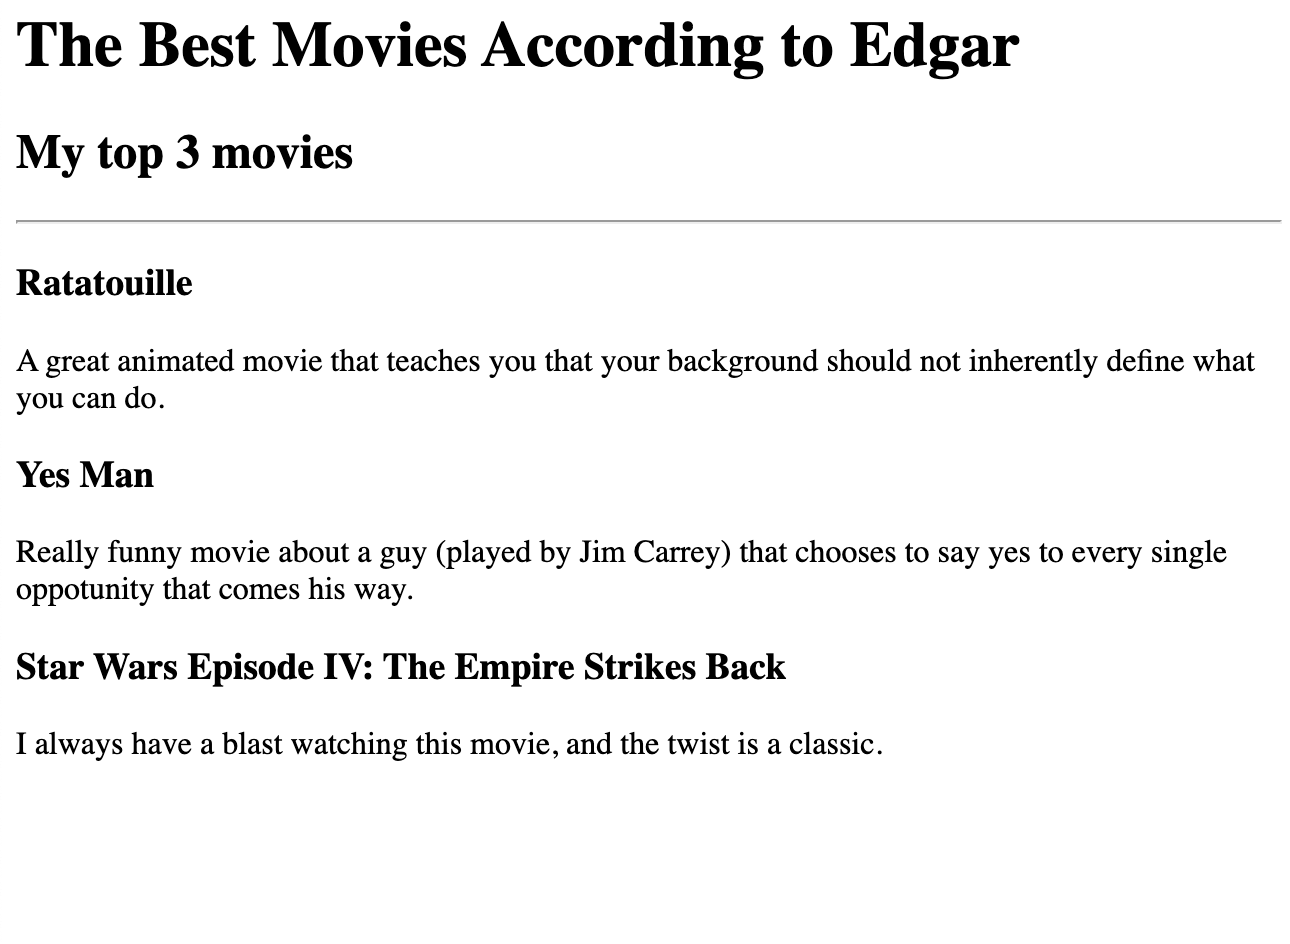 The Best Movies According to Edgar
My top 3 movies
Ratatouille
A great animated movie that teaches you that your background should not inherently define what
you can do.
Yes Man
Really funny movie about a guy (played by Jim Carrey) that chooses to say yes to every single
oppotunity that comes his way.
Star Wars Episode IV: The Empire Strikes Back
I always have a blast watching this movie, and the twist is a classic.